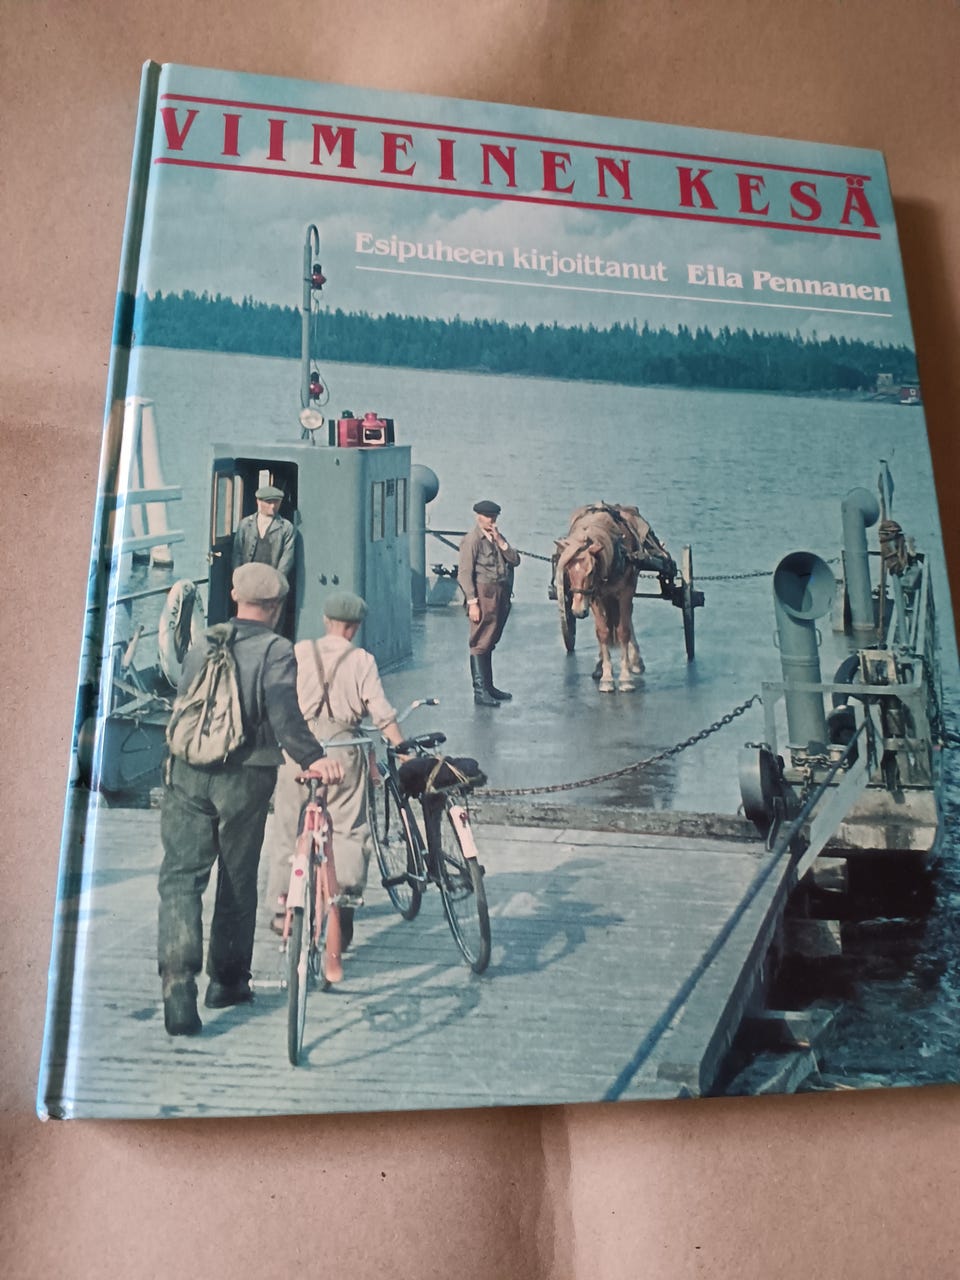 VIIMEINEN KESÄ
Esipuheen kirjoittanut Eila Pennanen